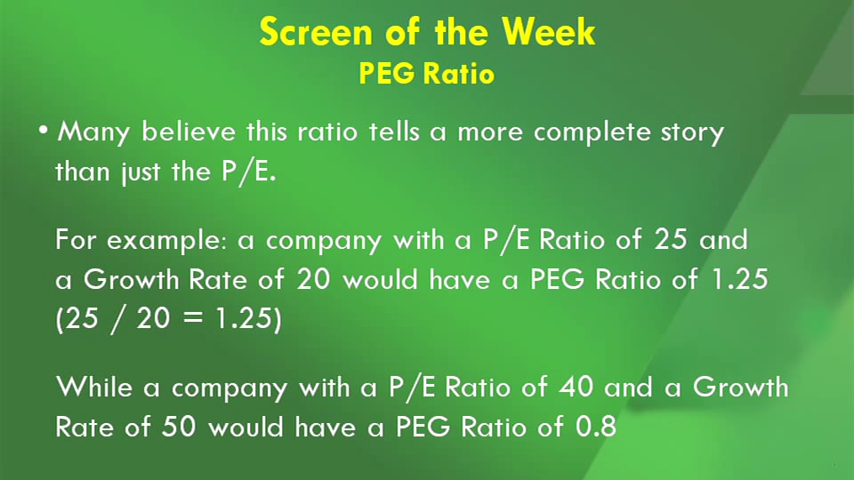 Screen of the Week
PEG Ratio
• Many believe this ratio tells a more complete story
than just the P/E.
For example: a company with a P/E Ratio of 25 and
a Growth Rate of 20 would have a PEG Ratio of 1.25
(25 / 20 = 1.25)
While a company with a P/E Ratio of 40 and a Growth
Rate of 50 would have a PEG Ratio of 0.8